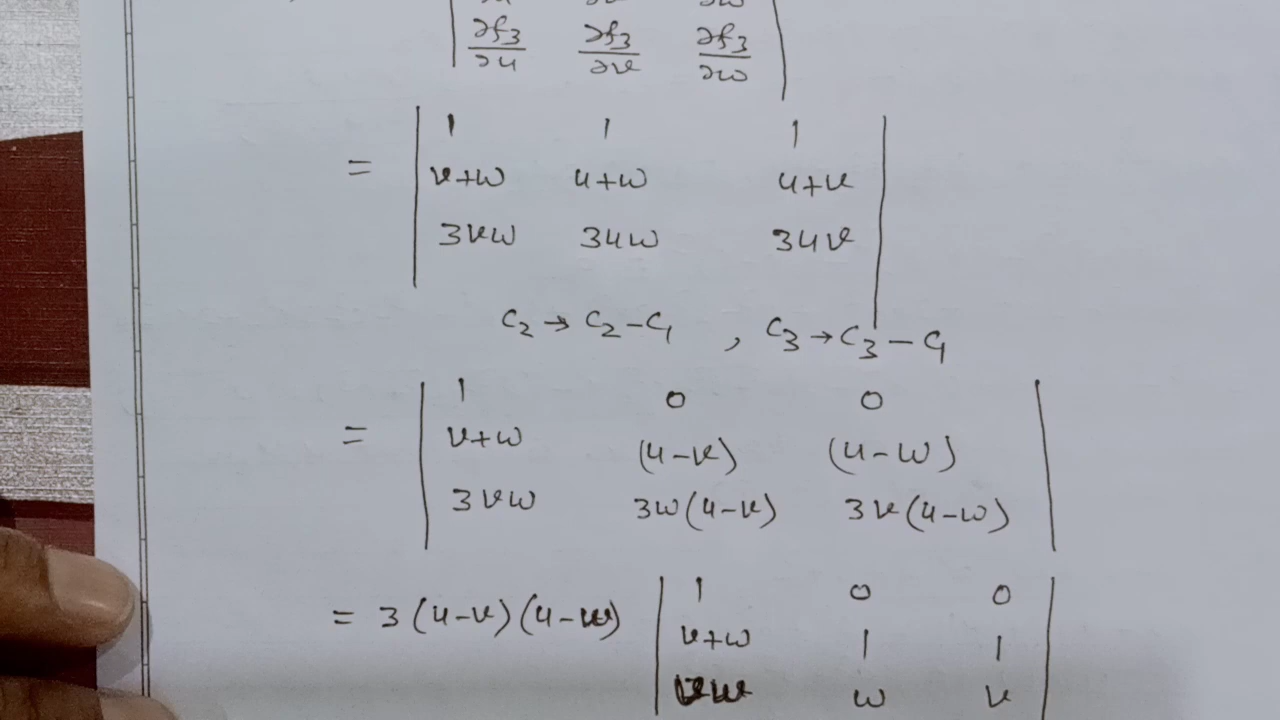 ∂f₃/∂u ∂f₃/∂v ∂f₃/∂w
= | 1 1 1 |
| v+w u+w u+v |
| 3vw 3uw 3uv |
C₂→C₂−C₁ , C₃→C₃−C₁
= | 1 0 0 |
| v+w (u−v) (u−w) |
| 3vw 3w(u−v) 3v(u−w) |
= 3(u−v)(u−w) | 1 0 0 |
| v+w 1 1 |
| vw w v |